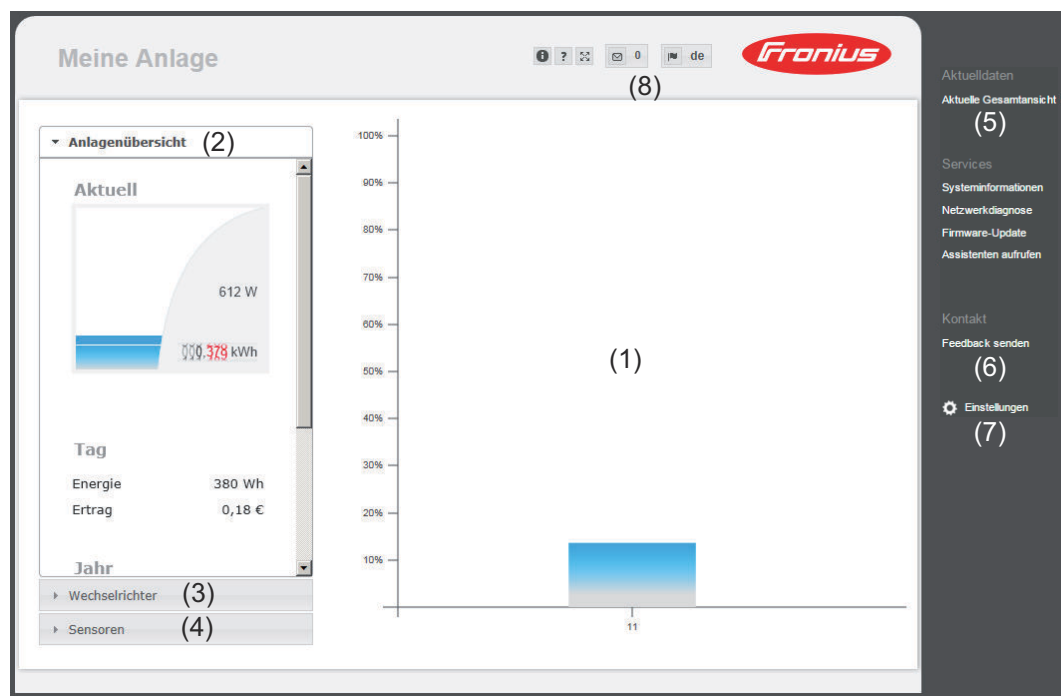 Meine Anlage
i ? 0 de
Fronius
(8)
Anlagenübersicht (2)
Aktuell
612 W
000.379 kWh
Tag
Energie 380 Wh
Ertrag 0,18 €
Jahr
Wechselrichter (3)
Sensoren (4)
100%
90%
80%
70%
60%
50%
40%
30%
20%
10%
(1)
11
Aktuelldaten
Aktuelle Gesamtansicht
(5)
Services
Systeminformationen
Netzwerkdiagnose
Firmware-Update
Assistenten aufrufen
Kontakt
Feedback senden
(6)
Einstellungen
(7)